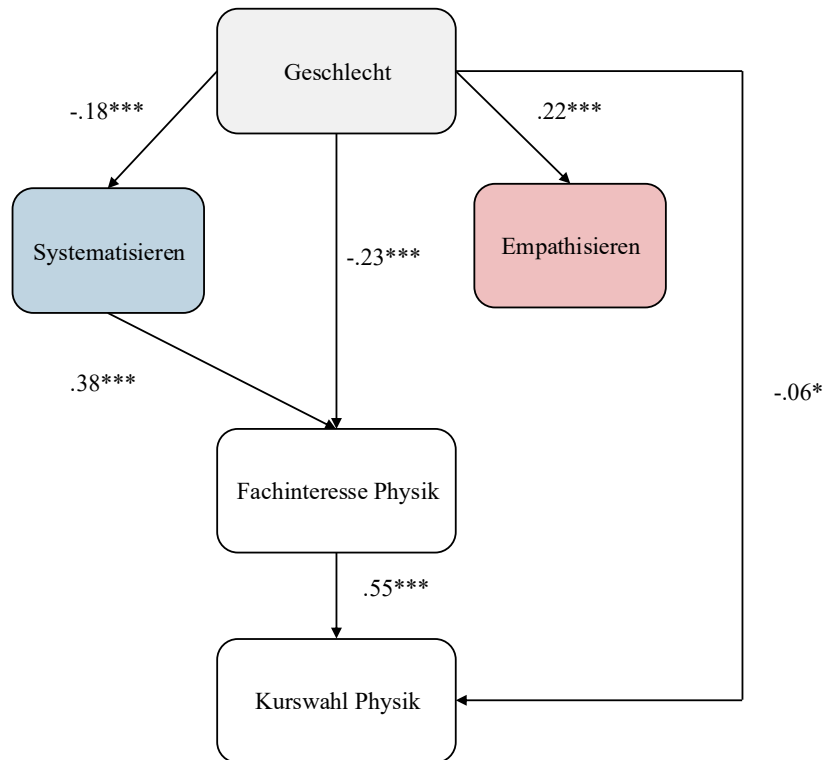 Geschlecht
-.18***
.22***
Systematisieren
Empathisieren
-.23***
.38***
-.06*
Fachinteresse Physik
.55***
Kurswahl Physik